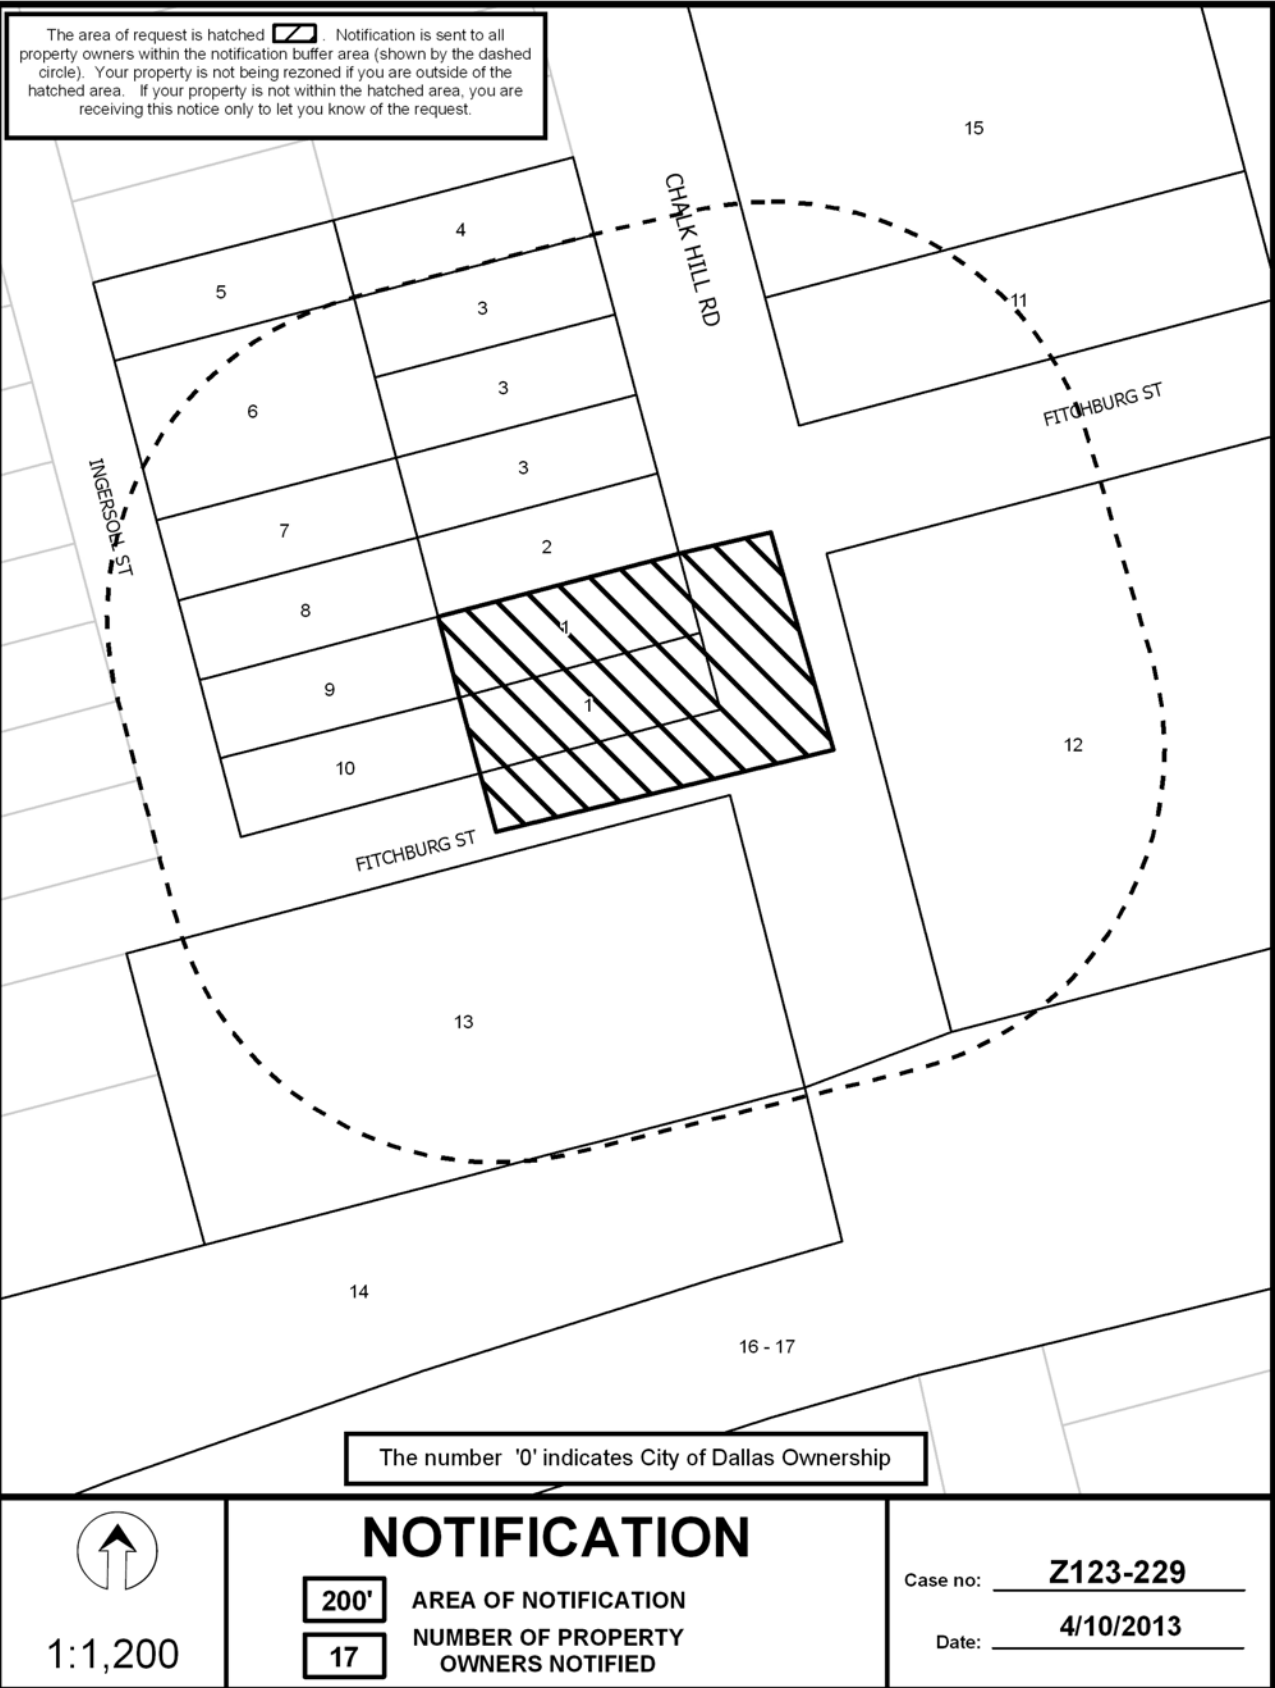 The area of request is hatched . Notification is sent to all
property owners within the notification buffer area (shown by the dashed
circle). Your property is not being rezoned if you are outside of the
hatched area. If your property is not within the hatched area, you are
receiving this notice only to let you know of the request.
15
CHALK HILL RD
4
5
3
11
3
6
FITCHBURG ST
3
INGERSOLL ST
7
2
8
1
9
1
12
10
FITCHBURG ST
13
14
16 - 17
The number '0' indicates City of Dallas Ownership
1:1,200
NOTIFICATION
200' AREA OF NOTIFICATION
17 NUMBER OF PROPERTY
OWNERS NOTIFIED
Case no: Z123-229
Date: 4/10/2013